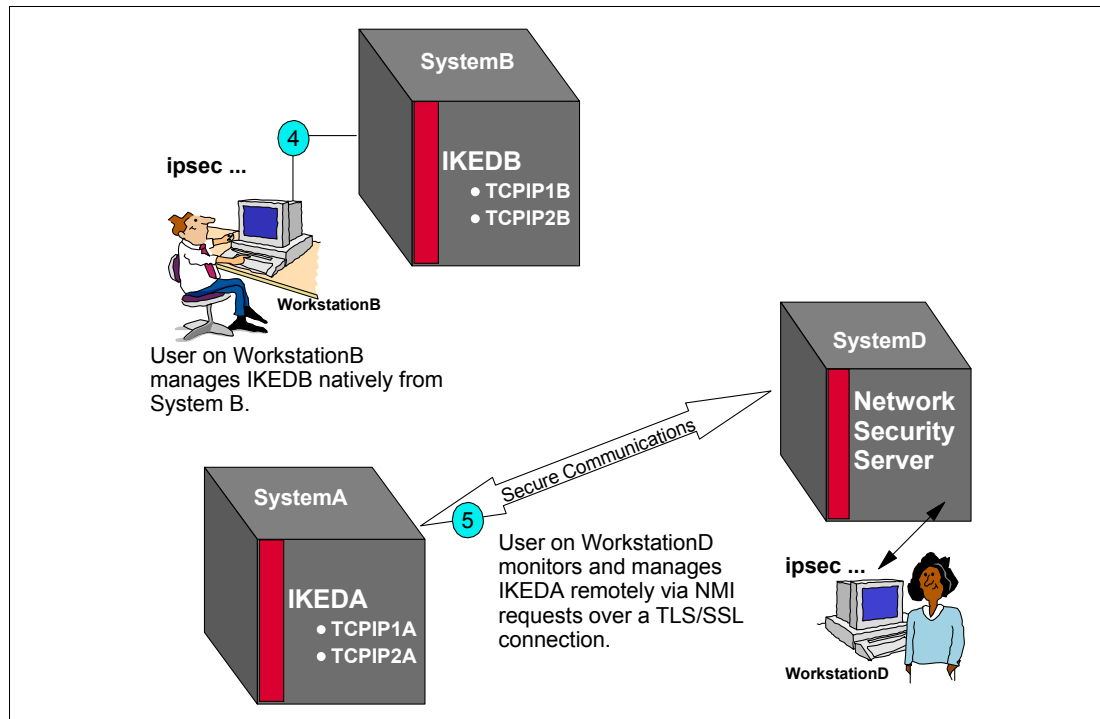 SystemB
4
ipsec ...
IKEDB
• TCPIP1B
• TCPIP2B
WorkstationB
User on WorkstationB
manages IKEDB natively from
System B.
SystemD
Network
Security
Server
Secure Communications
SystemA
5
IKEDA
• TCPIP1A
• TCPIP2A
User on WorkstationD
monitors and manages
IKEDA remotely via NMI
requests over a TLS/SSL
connection.
ipsec ...
WorkstationD